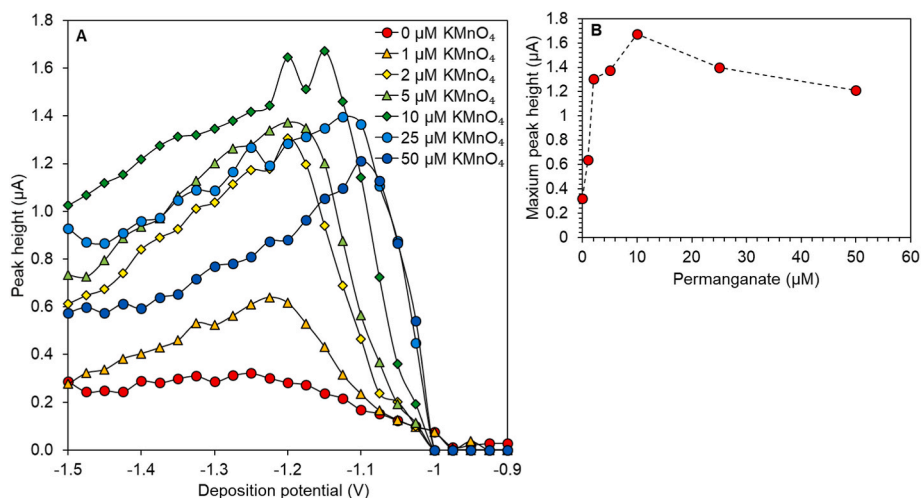 A
1.8
1.6
1.4
1.2
1.0
0.8
0.6
0.4
0.2
0.0
Peak height (µA)
0 µM KMnO₄
1 µM KMnO₄
2 µM KMnO₄
5 µM KMnO₄
10 µM KMnO₄
25 µM KMnO₄
50 µM KMnO₄
-1.5 -1.4 -1.3 -1.2 -1.1 -1 -0.9
Deposition potential (V)
B
1.8
1.6
1.4
1.2
1
0.8
0.6
0.4
0.2
0
Maxium peak height (µA)
0 10 20 30 40 50 60
Permanganate (µM)